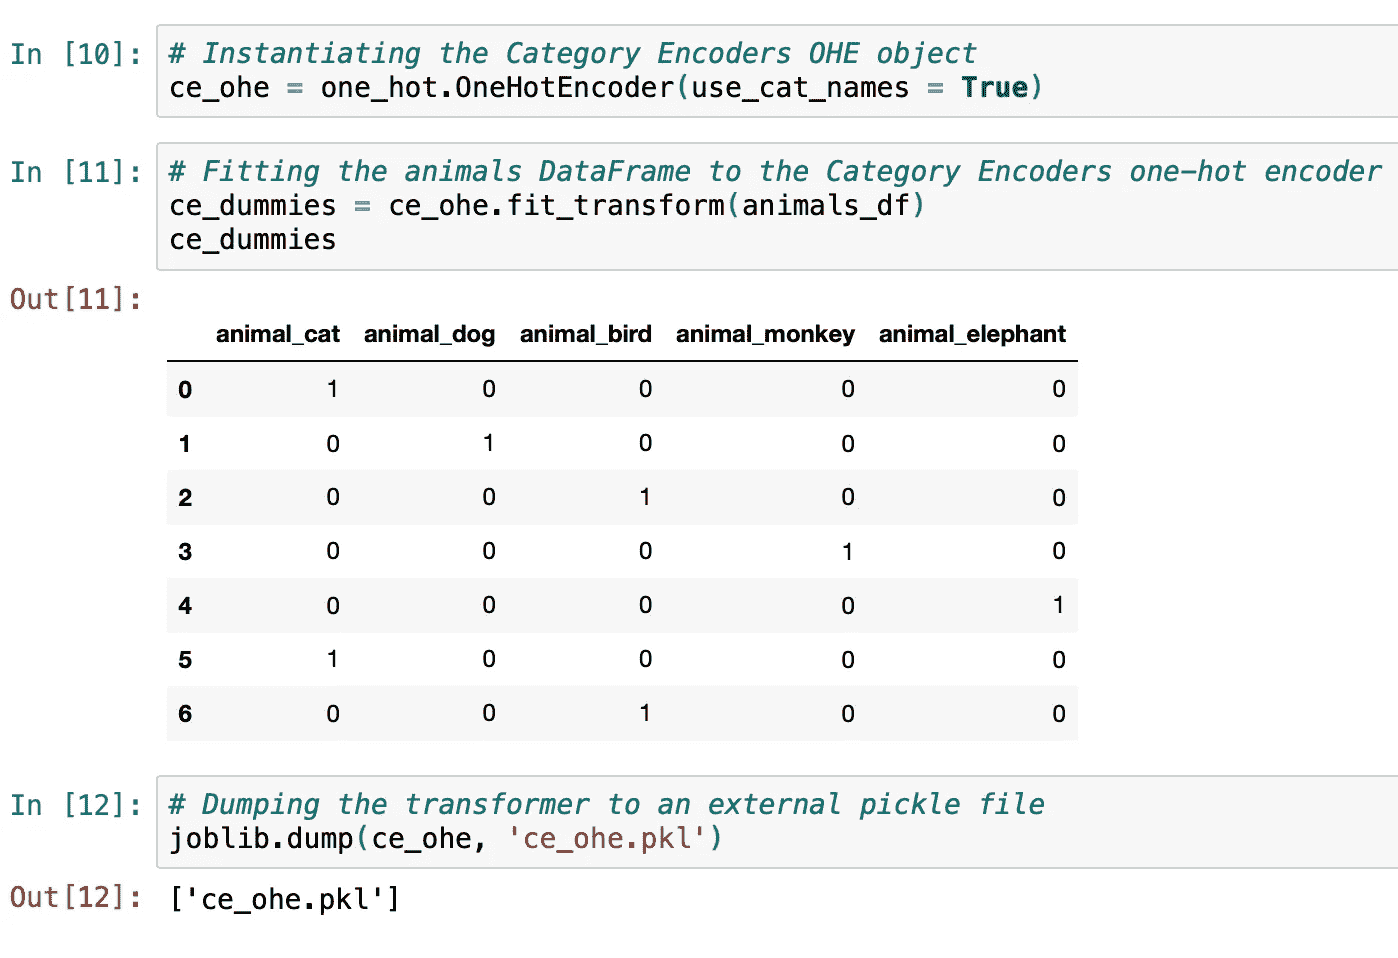 In [10]: # Instantiating the Category Encoders OHE object
ce_ohe = one_hot.OneHotEncoder(use_cat_names = True)
In [11]: # Fitting the animals DataFrame to the Category Encoders one-hot encoder
ce_dummies = ce_ohe.fit_transform(animals_df)
ce_dummies
Out[11]:
animal_cat animal_dog animal_bird animal_monkey animal_elephant
0 1 0 0 0 0
1 0 1 0 0 0
2 0 0 1 0 0
3 0 0 0 1 0
4 0 0 0 0 1
5 1 0 0 0 0
6 0 0 1 0 0
In [12]: # Dumping the transformer to an external pickle file
joblib.dump(ce_ohe, 'ce_ohe.pkl')
Out[12]: ['ce_ohe.pkl']